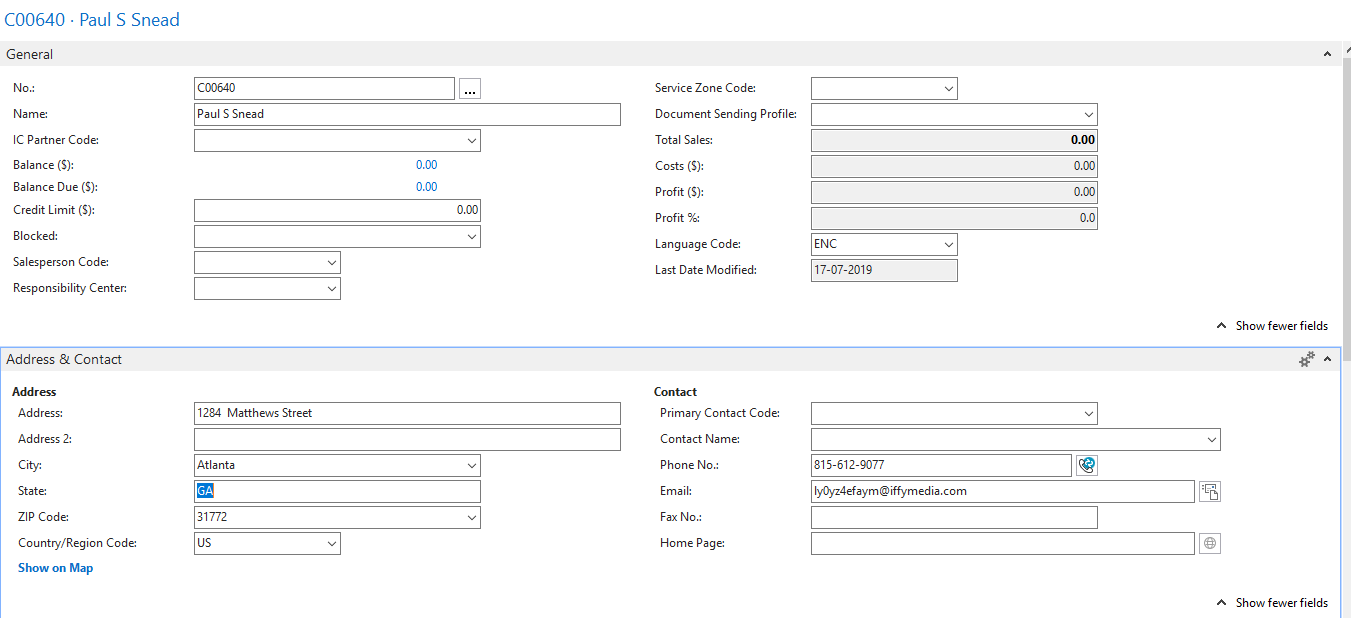 C00640 · Paul S Snead
General
No.: C00640 ...
Name: Paul S Snead
IC Partner Code:
Balance ($): 0.00
Balance Due ($): 0.00
Credit Limit ($): 0.00
Blocked:
Salesperson Code:
Responsibility Center:
Service Zone Code:
Document Sending Profile:
Total Sales: 0.00
Costs ($): 0.00
Profit ($): 0.00
Profit %: 0.0
Language Code: ENC
Last Date Modified: 17-07-2019
Show fewer fields
Address & Contact
Address
Address: 1284  Matthews Street
Address 2:
City: Atlanta
State: GA
ZIP Code: 31772
Country/Region Code: US
Show on Map
Contact
Primary Contact Code:
Contact Name:
Phone No.: 815-612-9077
Email: ly0yz4efaym@iffymedia.com
Fax No.:
Home Page:
Show fewer fields